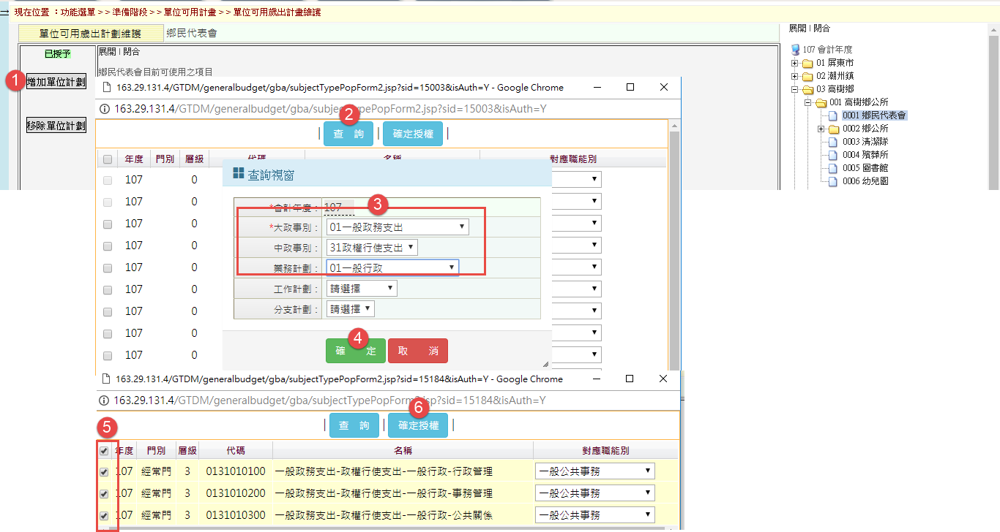 現在位置 ：功能選單>>準備階段>>單位可用計畫>>單位可用歲出計畫維護
單位可用歲出計劃維護 鄉民代表會
展開 | 閉合
已授予
展開 | 閉合
鄉民代表會目前可使用之項目
1
增加單位計劃
移除單位計劃
107 會計年度
01 屏東市
02 潮州鎮
03 高樹鄉
001 高樹鄉公所
0001 鄉民代表會
0002 鄉公所
0003 清潔隊
0004 殯葬所
0005 圖書館
0006 幼兒園
163.29.131.4/GTDM/generalbudget/gba/subjectTypePopForm2.jsp?sid=15003&isAuth=Y - Google Chrome
163.29.131.4/GTDM/generalbudget/gba/subjectTypePopForm2.jsp?sid=15003&isAuth=Y
2
查 詢 | 確定授權 |
年度 門別 層級 代碼 名稱 對應職能別
107 0
107 0
107 0
107 0
107 0
107 0
107 0
107 0
107 0
查詢視窗
3
*會計年度： 107
*大政事別： 01一般政務支出
中政事別： 31政權行使支出
業務計劃： 01一般行政
工作計劃： 請選擇
分支計劃： 請選擇
4
確 定 取 消
163.29.131.4/GTDM/generalbudget/gba/subjectTypePopForm2.jsp?sid=15184&isAuth=Y - Google Chrome
163.29.131.4/GTDM/generalbudget/gba/subjectTypePopForm2.jsp?sid=15184&isAuth=Y
6
5
| 查 詢 | 確定授權 |
年度 門別 層級 代碼 名稱 對應職能別
107 經常門 3 0131010100 一般政務支出-政權行使支出-一般行政-行政管理 一般公共事務
107 經常門 3 0131010200 一般政務支出-政權行使支出-一般行政-事務管理 一般公共事務
107 經常門 3 0131010300 一般政務支出-政權行使支出-一般行政-公共關係 一般公共事務